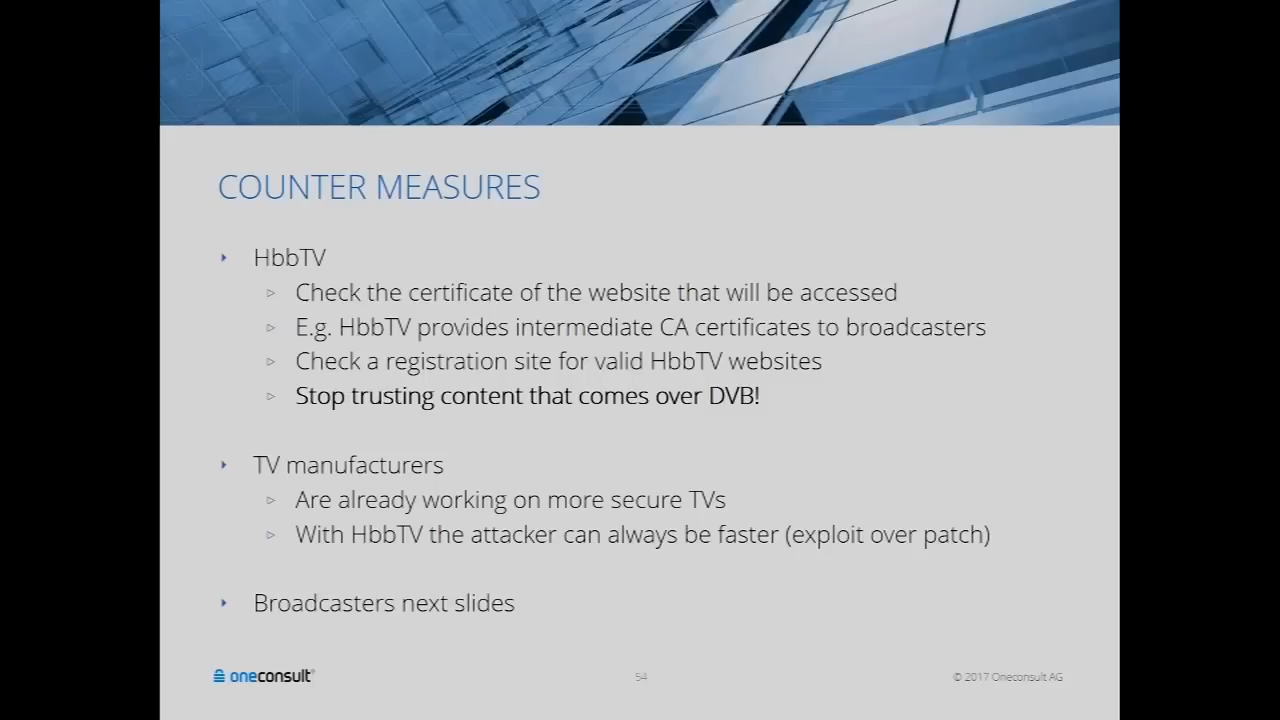 COUNTER MEASURES
HbbTV
Check the certificate of the website that will be accessed
E.g. HbbTV provides intermediate CA certificates to broadcasters
Check a registration site for valid HbbTV websites
Stop trusting content that comes over DVB!
TV manufacturers
Are already working on more secure TVs
With HbbTV the attacker can always be faster (exploit over patch)
Broadcasters next slides
oneconsult®
54
© 2017 Oneconsult AG